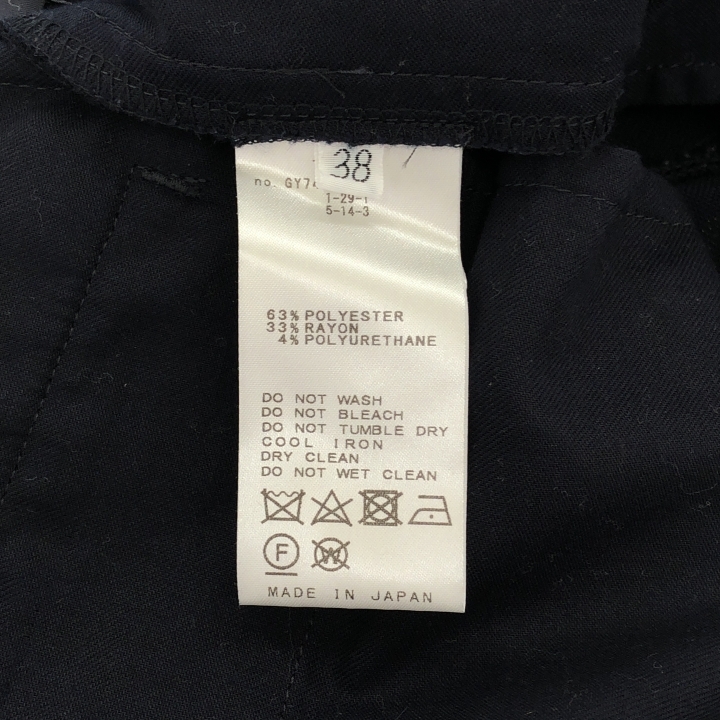 38
no. GY74
1-29-1
5-14-3
63% POLYESTER
33% RAYON
4% POLYURETHANE
DO NOT WASH
DO NOT BLEACH
DO NOT TUMBLE DRY
COOL IRON
DRY CLEAN
DO NOT WET CLEAN
F W
MADE IN JAPAN